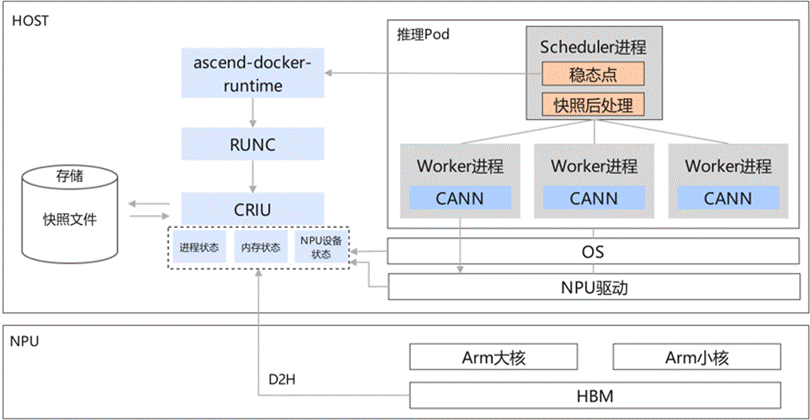 HOST
推理Pod
Scheduler进程
稳态点
快照后处理
ascend-docker-
runtime
RUNC
CRIU
存储
快照文件
进程状态
内存状态
NPU设备
状态
Worker进程
CANN
Worker进程
CANN
Worker进程
CANN
OS
NPU驱动
NPU
D2H
Arm大核
Arm小核
HBM